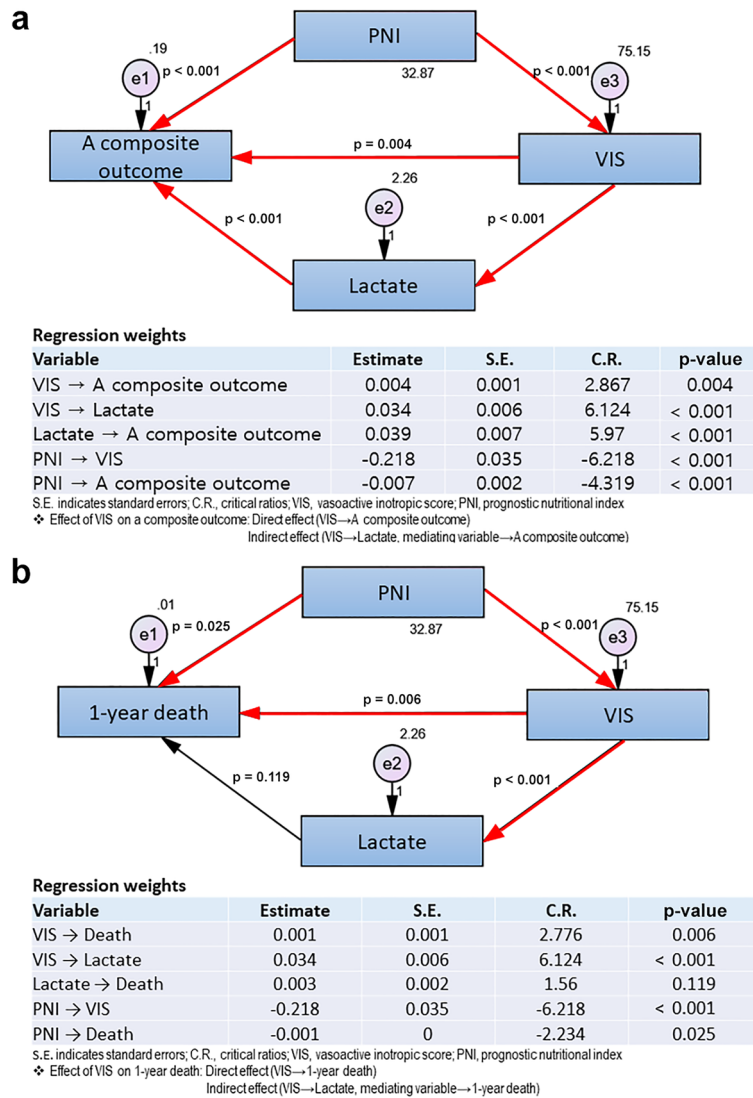 a
PNI
32.87
.19
e1
1
p < 0.001
p < 0.001
75.15
e3
1
A composite
outcome
p = 0.004
VIS
2.26
e2
1
p < 0.001
p < 0.001
Lactate
Regression weights
Variable Estimate S.E. C.R. p-value
VIS → A composite outcome 0.004 0.001 2.867 0.004
VIS → Lactate 0.034 0.006 6.124 < 0.001
Lactate → A composite outcome 0.039 0.007 5.97 < 0.001
PNI → VIS -0.218 0.035 -6.218 < 0.001
PNI → A composite outcome -0.007 0.002 -4.319 < 0.001
S.E. indicates standard errors; C.R., critical ratios; VIS, vasoactive inotropic score; PNI, prognostic nutritional index
❖ Effect of VIS on a composite outcome: Direct effect (VIS→A composite outcome)
Indirect effect (VIS→Lactate, mediating variable→A composite outcome)
b
PNI
32.87
.01
e1
1
p = 0.025
p < 0.001
75.15
e3
1
1-year death
p = 0.006
VIS
2.26
e2
1
p = 0.119
p < 0.001
Lactate
Regression weights
Variable Estimate S.E. C.R. p-value
VIS → Death 0.001 0.001 2.776 0.006
VIS → Lactate 0.034 0.006 6.124 < 0.001
Lactate → Death 0.003 0.002 1.56 0.119
PNI → VIS -0.218 0.035 -6.218 < 0.001
PNI → Death -0.001 0 -2.234 0.025
S.E. indicates standard errors; C.R., critical ratios; VIS, vasoactive inotropic score; PNI, prognostic nutritional index
❖ Effect of VIS on 1-year death: Direct effect (VIS→1-year death)
Indirect effect (VIS→Lactate, mediating variable→1-year death)